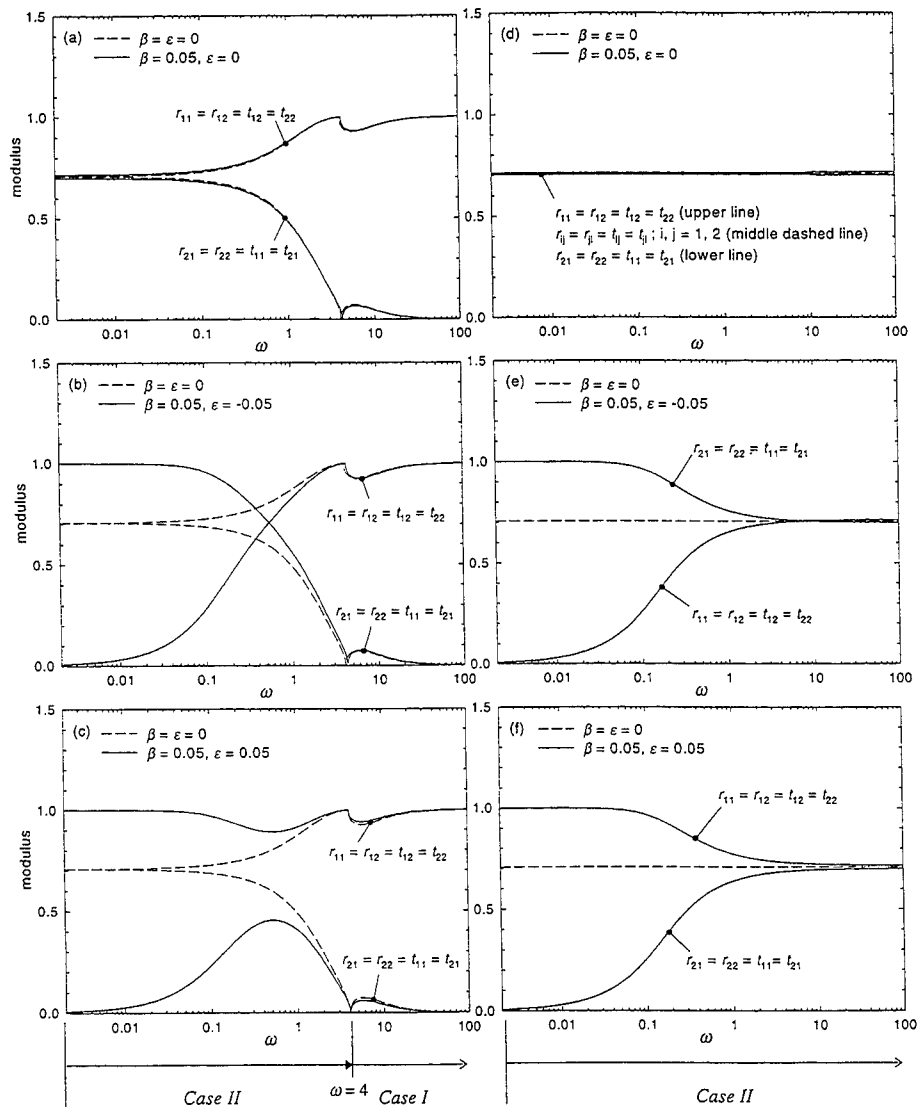 (a)
β = ε = 0
β = 0.05, ε = 0
r₁₁ = r₁₂ = t₁₂ = t₂₂
r₂₁ = r₂₂ = t₁₁ = t₂₁
modulus
1.5
1.0
0.5
0.0
0.01 0.1 1 10 100
ω
(d)
β = ε = 0
β = 0.05, ε = 0
r₁₁ = r₁₂ = t₁₂ = t₂₂ (upper line)
rᵢⱼ = rⱼᵢ = tᵢⱼ = tⱼᵢ ; i, j = 1, 2 (middle dashed line)
r₂₁ = r₂₂ = t₁₁ = t₂₁ (lower line)
1.5
1.0
0.5
0.0
0.01 0.1 1 10 100
ω
(b)
β = ε = 0
β = 0.05, ε = -0.05
r₁₁ = r₁₂ = t₁₂ = t₂₂
r₂₁ = r₂₂ = t₁₁ = t₂₁
modulus
1.5
1.0
0.5
0.0
0.01 0.1 1 10 100
ω
(e)
β = ε = 0
β = 0.05, ε = -0.05
r₂₁ = r₂₂ = t₁₁ = t₂₁
r₁₁ = r₁₂ = t₁₂ = t₂₂
1.5
1.0
0.5
0.0
0.01 0.1 1 10 100
ω
(c)
β = ε = 0
β = 0.05, ε = 0.05
r₁₁ = r₁₂ = t₁₂ = t₂₂
r₂₁ = r₂₂ = t₁₁ = t₂₁
modulus
1.5
1.0
0.5
0.0
0.01 0.1 1 10 100
ω
(f)
β = ε = 0
β = 0.05, ε = 0.05
r₁₁ = r₁₂ = t₁₂ = t₂₂
r₂₁ = r₂₂ = t₁₁ = t₂₁
1.5
1.0
0.5
0.0
0.01 0.1 1 10 100
ω
Case II ω = 4 Case I
Case II